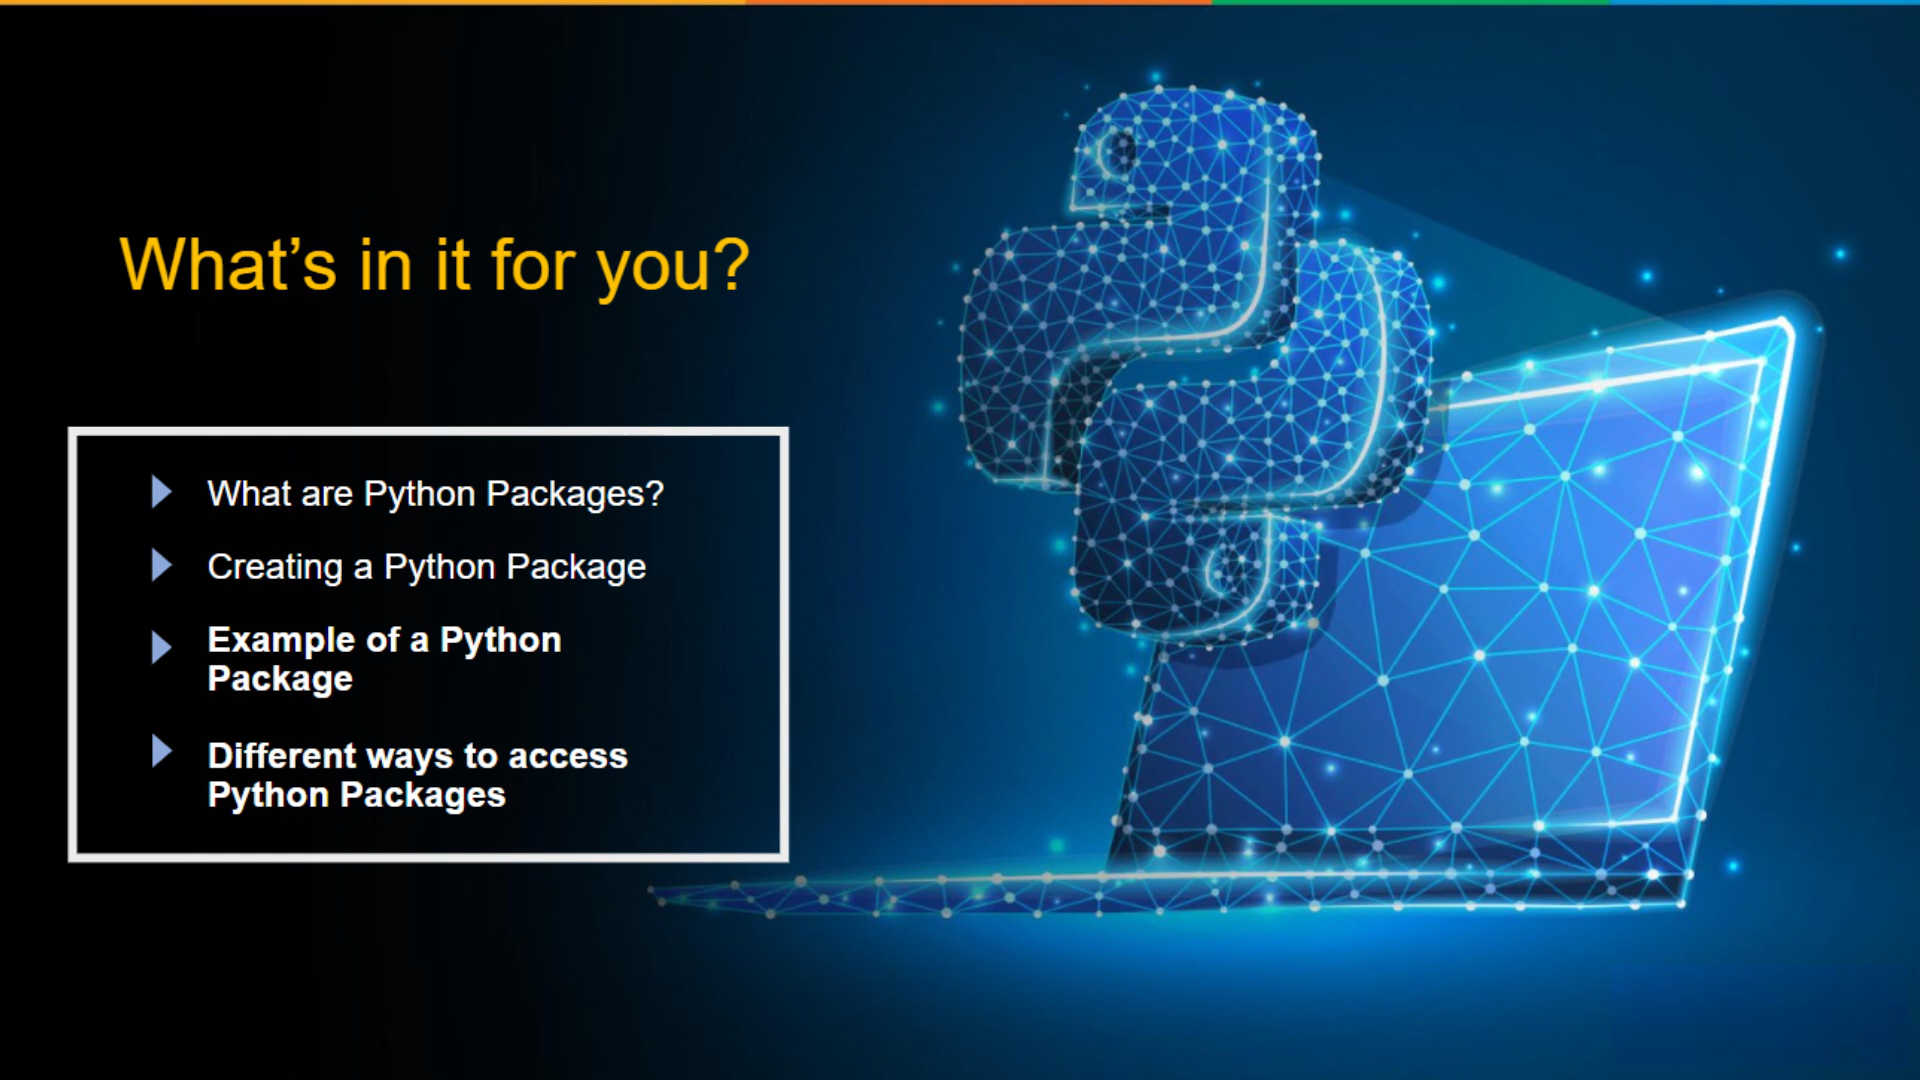 What’s in it for you?
What are Python Packages?
Creating a Python Package
Example of a Python
Package
Different ways to access
Python Packages